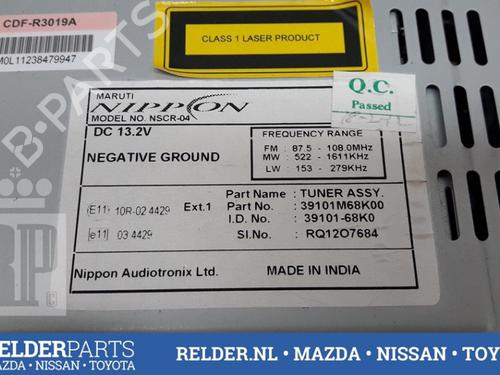 CDF-R3019A
M0L11238479947
CLASS 1 LASER PRODUCT
Q.C.
Passed
MARUTI
NIPPON
MODEL NO. NSCR-04
DC 13.2V
NEGATIVE GROUND
FREQUENCY RANGE
FM : 87.5 - 108.0MHz
MW : 522 - 1611KHz
LW : 153 - 279KHz
(E11) 10R-02 4429 Ext.1
[e11] 03 4429
Part Name : TUNER ASSY.
Part No. : 39101M68K00
I.D. No. : 39101-68K0
Sl.No. : RQ12O7684
Nippon Audiotronix Ltd. MADE IN INDIA
B-PARTS
RELDERPARTS
MAZDA • NISSAN • TOYOTA
RELDER.NL • MAZDA • NISSAN • TOYO